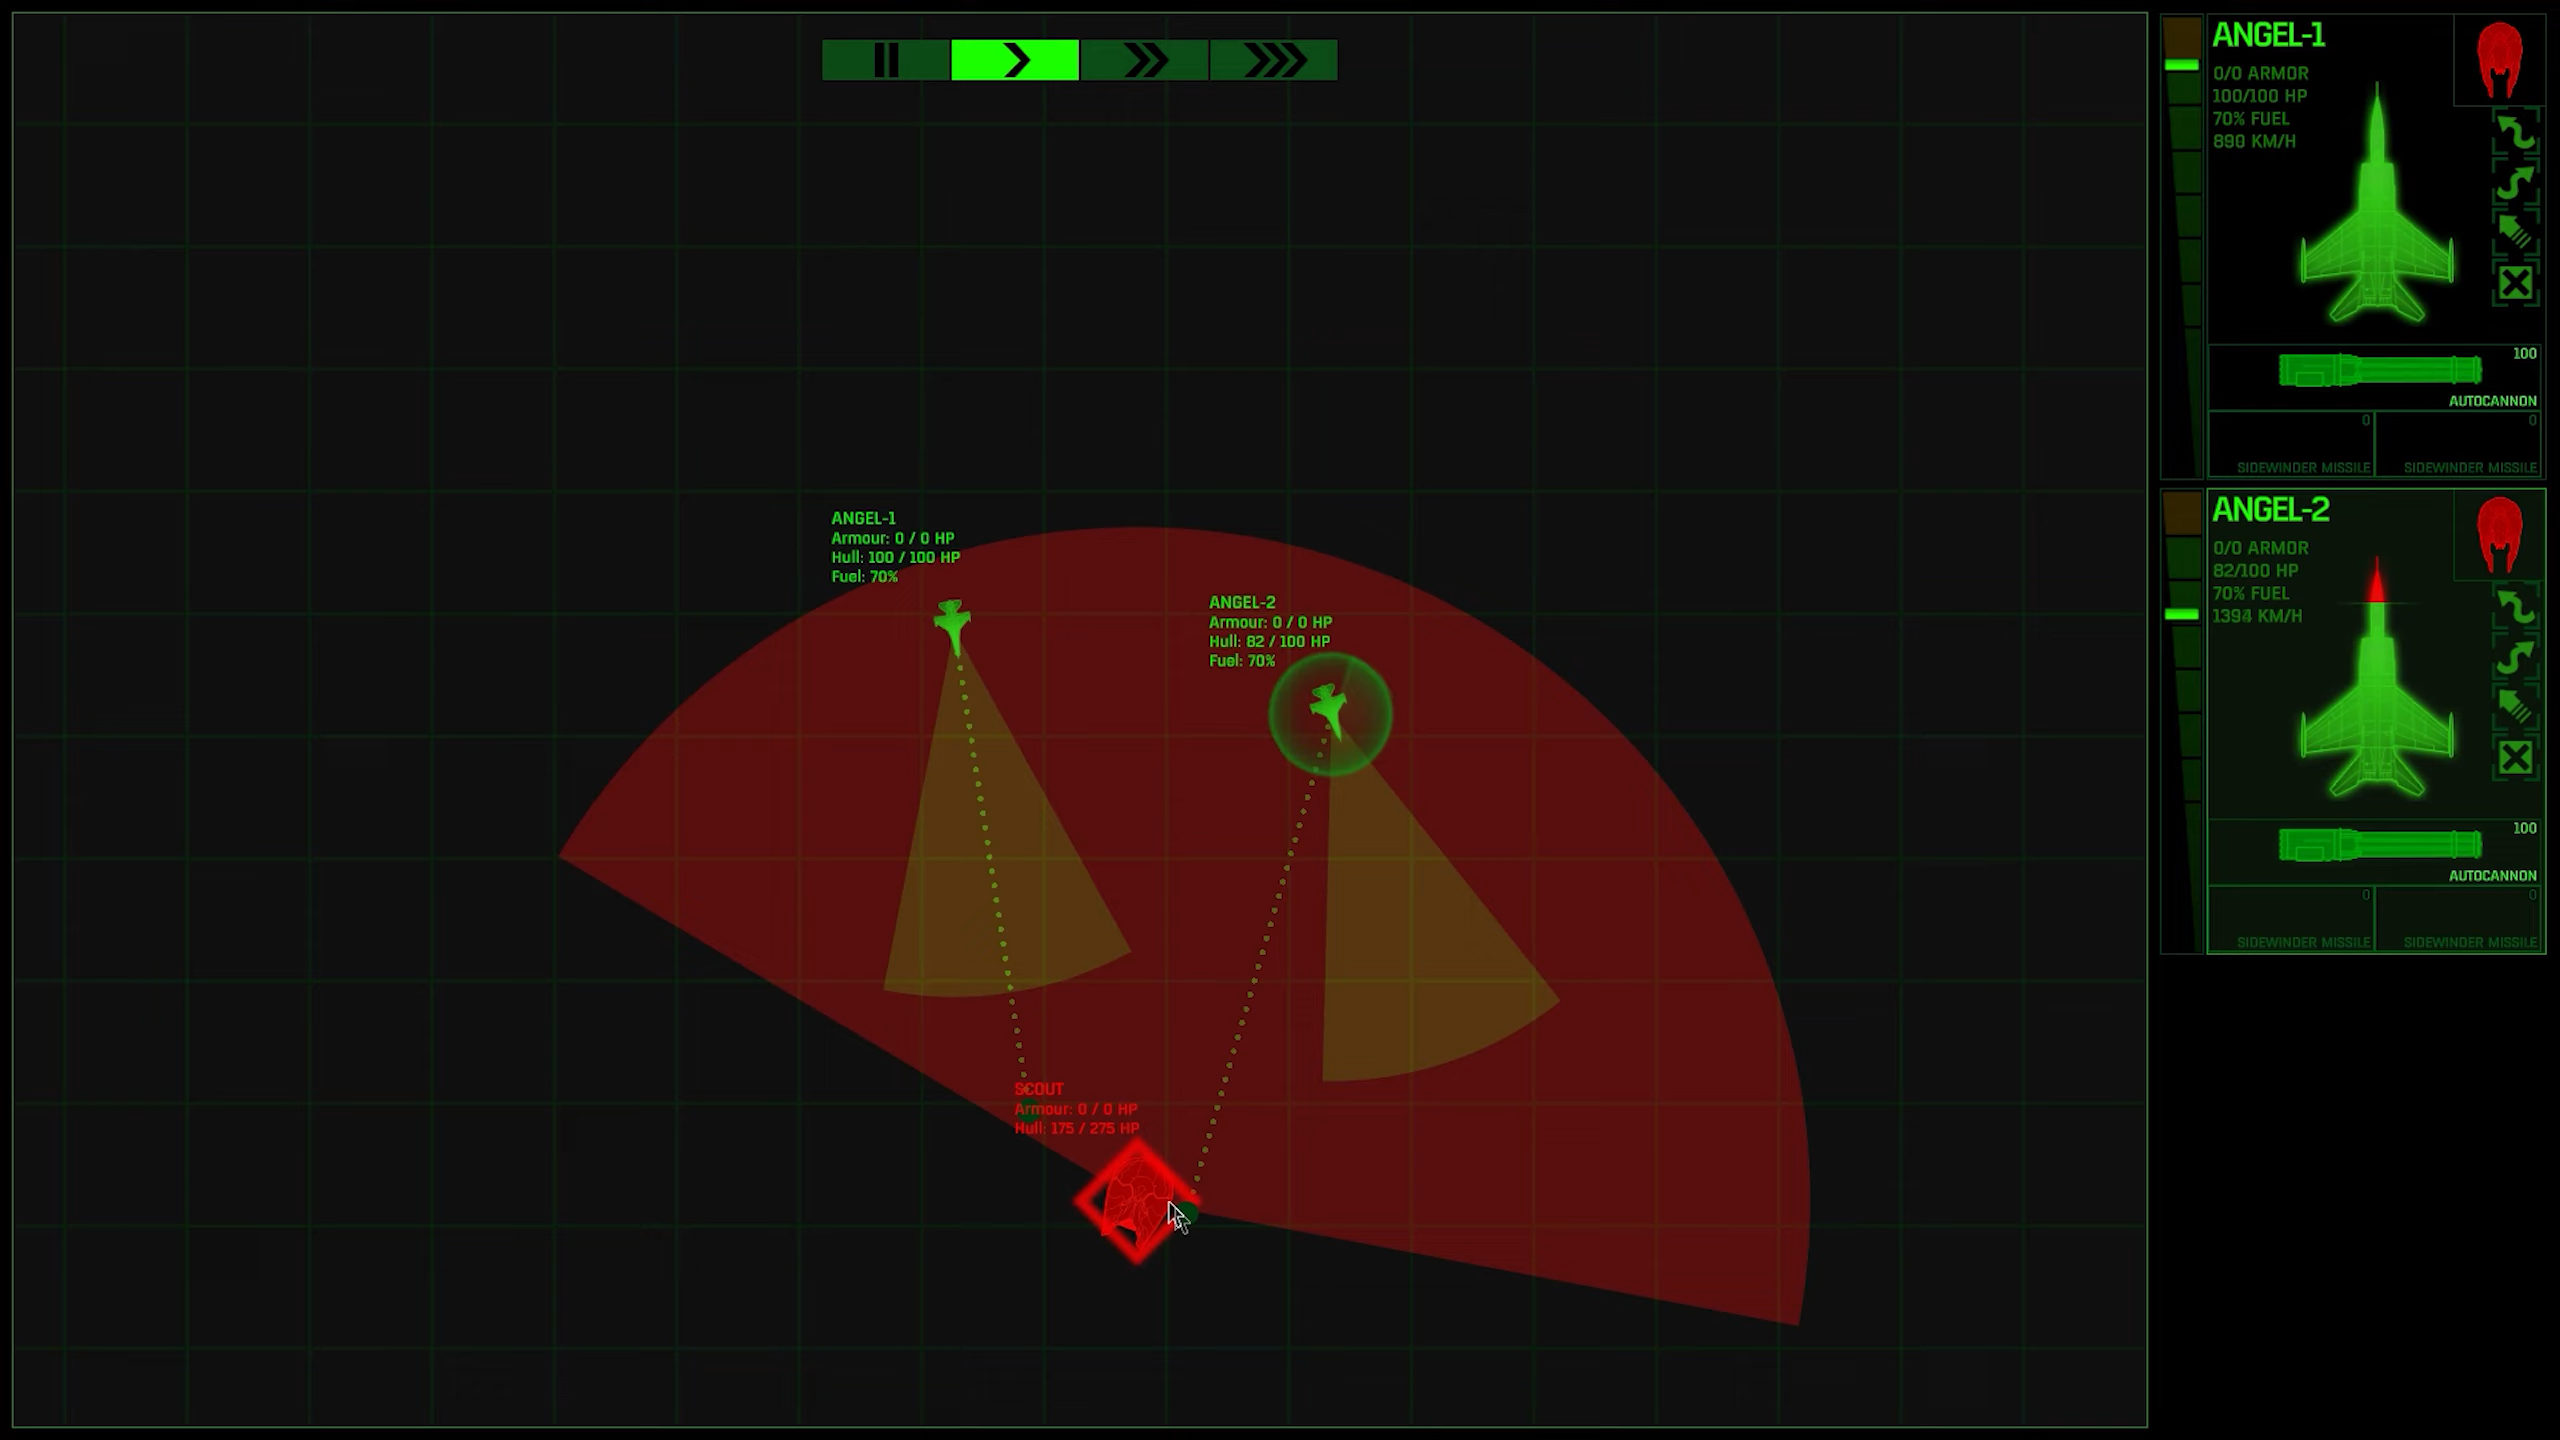 ANGEL-1
Armour: 0 / 0 HP
Hull: 100 / 100 HP
Fuel: 70%
ANGEL-2
Armour: 0 / 0 HP
Hull: 82 / 100 HP
Fuel: 70%
SCOUT
Armour: 0 / 0 HP
Hull: 175 / 275 HP
ANGEL-1
0/0 ARMOR
100/100 HP
70% FUEL
890 KM/H
100
AUTOCANNON
0 0
SIDEWINDER MISSILE SIDEWINDER MISSILE
ANGEL-2
0/0 ARMOR
82/100 HP
70% FUEL
1394 KM/H
100
AUTOCANNON
0 0
SIDEWINDER MISSILE SIDEWINDER MISSILE